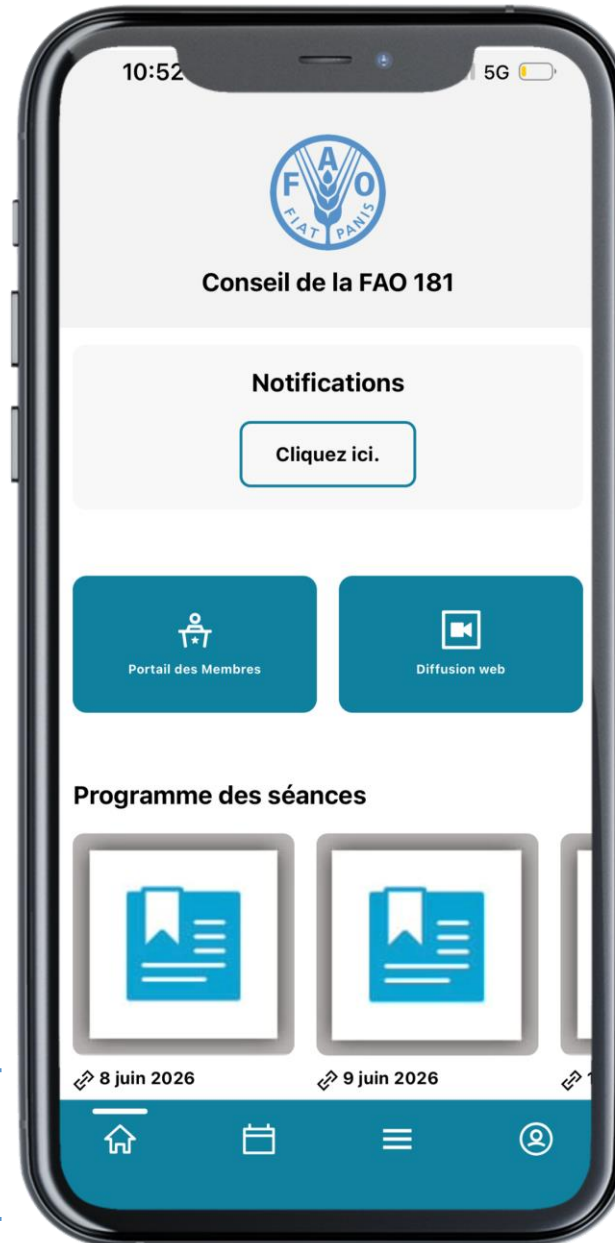 10:52
5G
F A O
FIAT PANIS
Conseil de la FAO 181
Notifications
Cliquez ici.
Portail des Membres
Diffusion web
Programme des séances
8 juin 2026
9 juin 2026
1